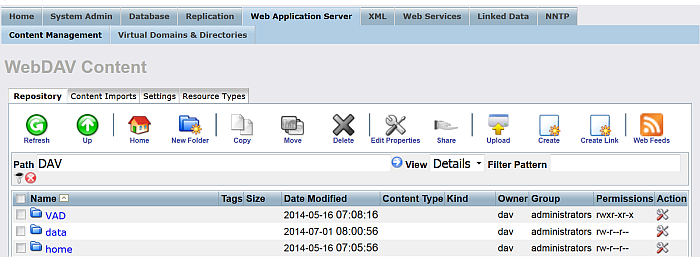 Home System Admin Database Replication Web Application Server XML Web Services Linked Data NNTP
Content Management Virtual Domains & Directories
WebDAV Content
Repository Content Imports Settings Resource Types
Refresh Up Home New Folder Copy Move Delete Edit Properties Share Upload Create Create Link Web Feeds
Path DAV View Details Filter Pattern
Name Tags Size Date Modified Content Type Kind Owner Group Permissions Action
VAD 2014-05-16 07:08:16 dav administrators rwxr-xr-x
data 2014-07-01 08:00:56 dav administrators rw-r--r--
home 2014-05-16 07:05:56 dav administrators rw-r--r--